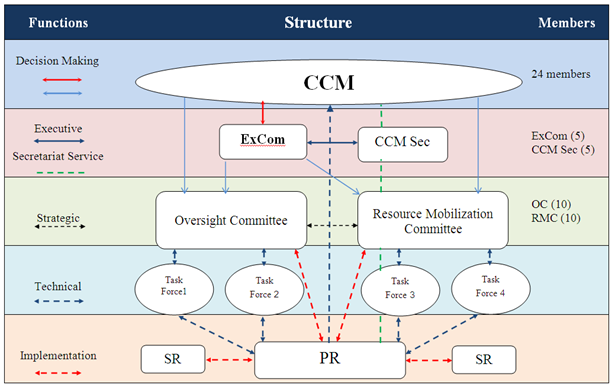 Functions Structure Members
Decision Making
CCM
24 members
Executive
ExCom
CCM Sec
ExCom (5)
CCM Sec (5)
Secretariat Service
Strategic
Oversight Committee
Resource Mobilization
Committee
OC (10)
RMC (10)
Technical
Task
Force1
Task
Force 2
Task
Force 3
Task
Force 4
Implementation
SR
PR
SR